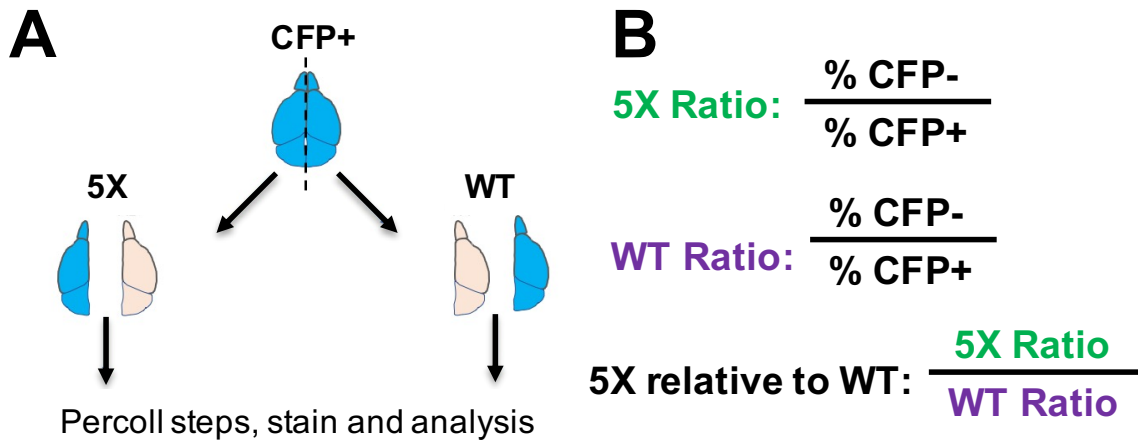 A
CFP+
5X
WT
Percoll steps, stain and analysis
B
5X Ratio:
% CFP-
% CFP+
WT Ratio:
% CFP-
% CFP+
5X relative to WT:
5X Ratio
WT Ratio